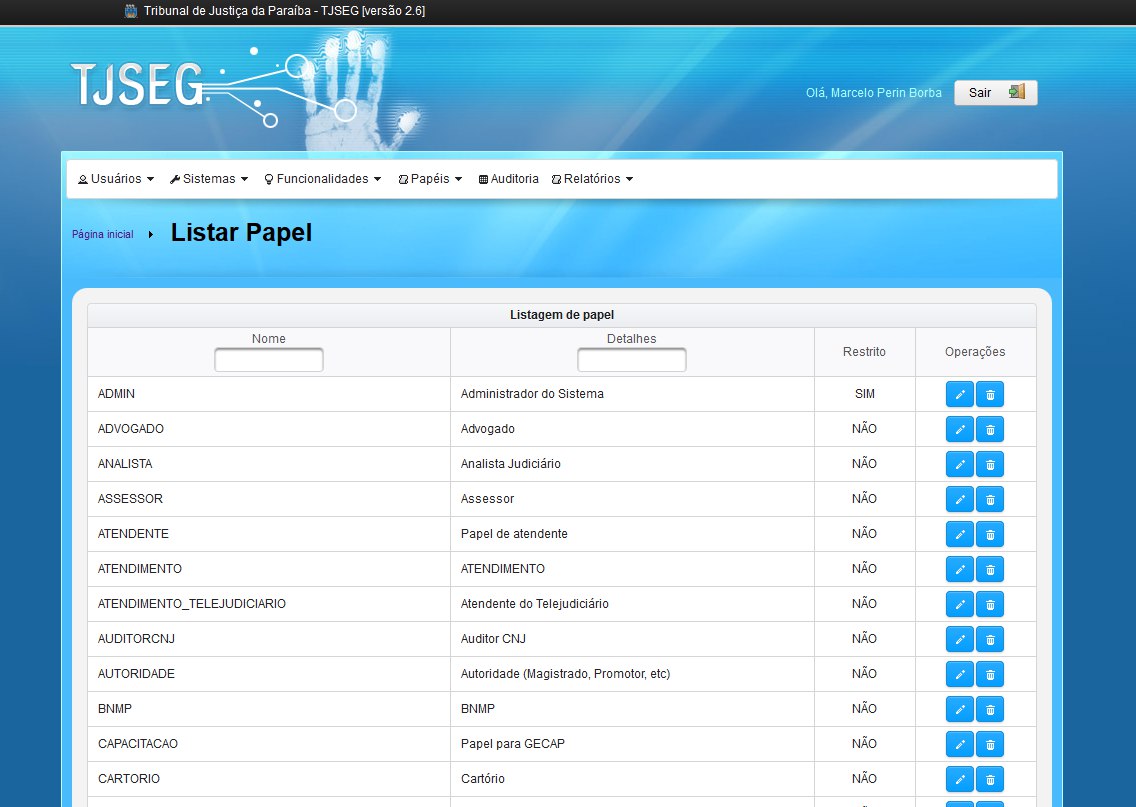 Tribunal de Justiça da Paraíba - TJSEG [versão 2.6]
TJSEG
Olá, Marcelo Perin Borba Sair
Usuários Sistemas Funcionalidades Papéis Auditoria Relatórios
Página inicial Listar Papel
Listagem de papel
Nome Detalhes Restrito Operações
ADMIN Administrador do Sistema SIM
ADVOGADO Advogado NÃO
ANALISTA Analista Judiciário NÃO
ASSESSOR Assessor NÃO
ATENDENTE Papel de atendente NÃO
ATENDIMENTO ATENDIMENTO NÃO
ATENDIMENTO_TELEJUDICIARIO Atendente do Telejudiciário NÃO
AUDITORCNJ Auditor CNJ NÃO
AUTORIDADE Autoridade (Magistrado, Promotor, etc) NÃO
BNMP BNMP NÃO
CAPACITACAO Papel para GECAP NÃO
CARTORIO Cartório NÃO